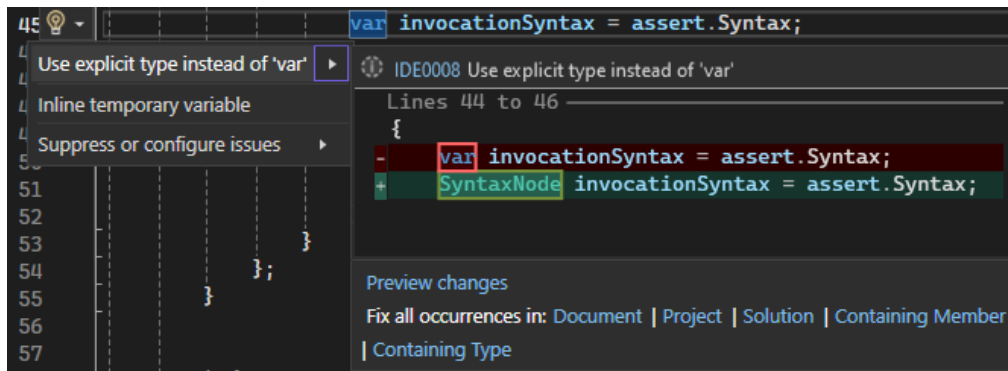 45 var invocationSyntax = assert.Syntax;
Use explicit type instead of 'var'
Inline temporary variable
Suppress or configure issues
IDE0008 Use explicit type instead of 'var'
Lines 44 to 46
{
- var invocationSyntax = assert.Syntax;
+ SyntaxNode invocationSyntax = assert.Syntax;
Preview changes
Fix all occurrences in: Document | Project | Solution | Containing Member
| Containing Type
51
52
53 }
54 };
55 }
56
57